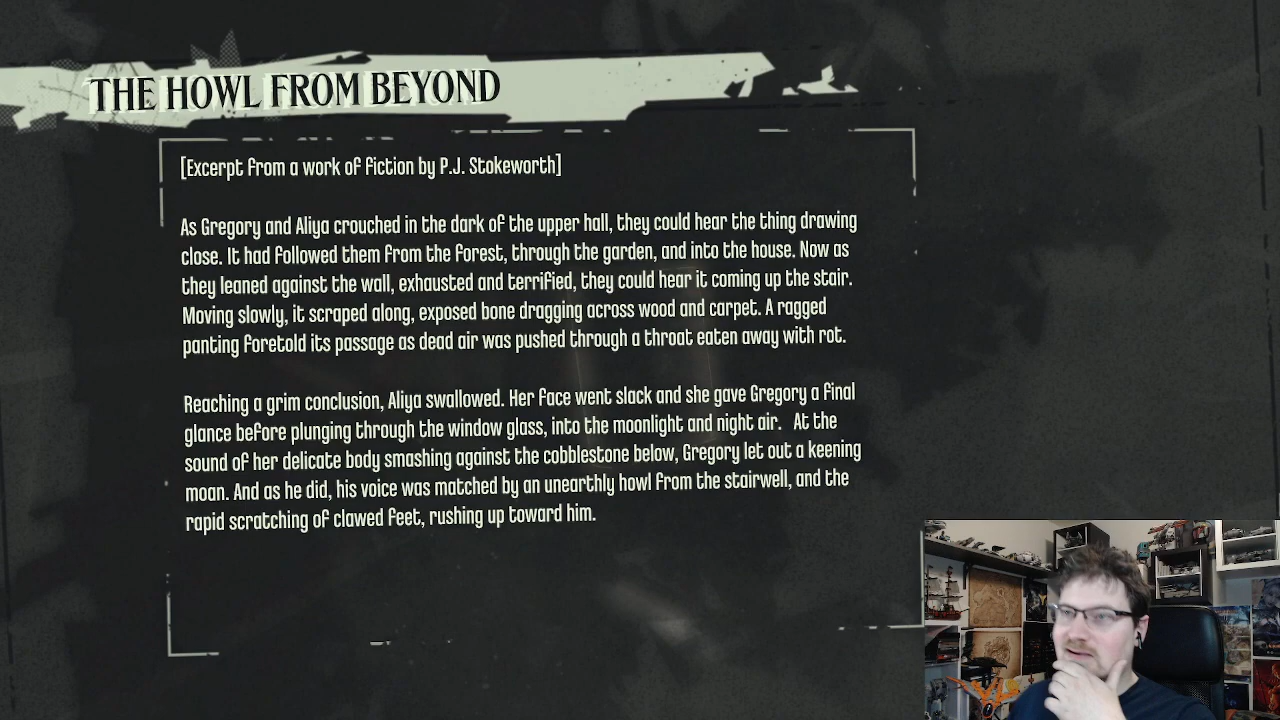 THE HOWL FROM BEYOND
[Excerpt from a work of fiction by P.J. Stokeworth]
As Gregory and Aliya crouched in the dark of the upper hall, they could hear the thing drawing
close. It had followed them from the forest, through the garden, and into the house. Now as
they leaned against the wall, exhausted and terrified, they could hear it coming up the stair.
Moving slowly, it scraped along, exposed bone dragging across wood and carpet. A ragged
panting foretold its passage as dead air was pushed through a throat eaten away with rot.
Reaching a grim conclusion, Aliya swallowed. Her face went slack and she gave Gregory a final
glance before plunging through the window glass, into the moonlight and night air.   At the
sound of her delicate body smashing against the cobblestone below, Gregory let out a keening
moan. And as he did, his voice was matched by an unearthly howl from the stairwell, and the
rapid scratching of clawed feet, rushing up toward him.